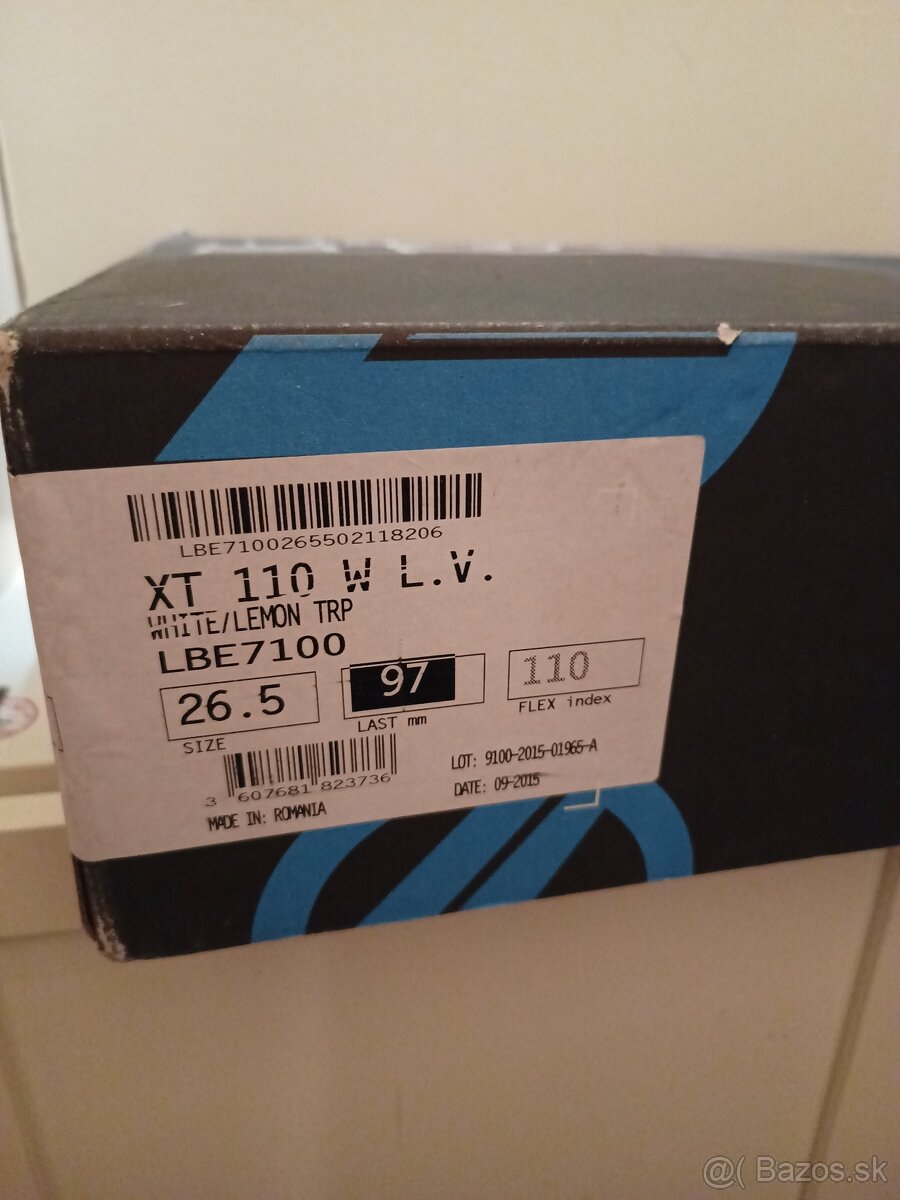 LBE7100265502118206
XT 110 W L.V.
WHITE/LEMON TRP
LBE7100
26.5
SIZE
97
LAST mm
110
FLEX index
3 607681 823736
MADE IN: ROMANIA
LOT: 9100-2015-01965-A
DATE: 09-2015
@( Bazos.sk